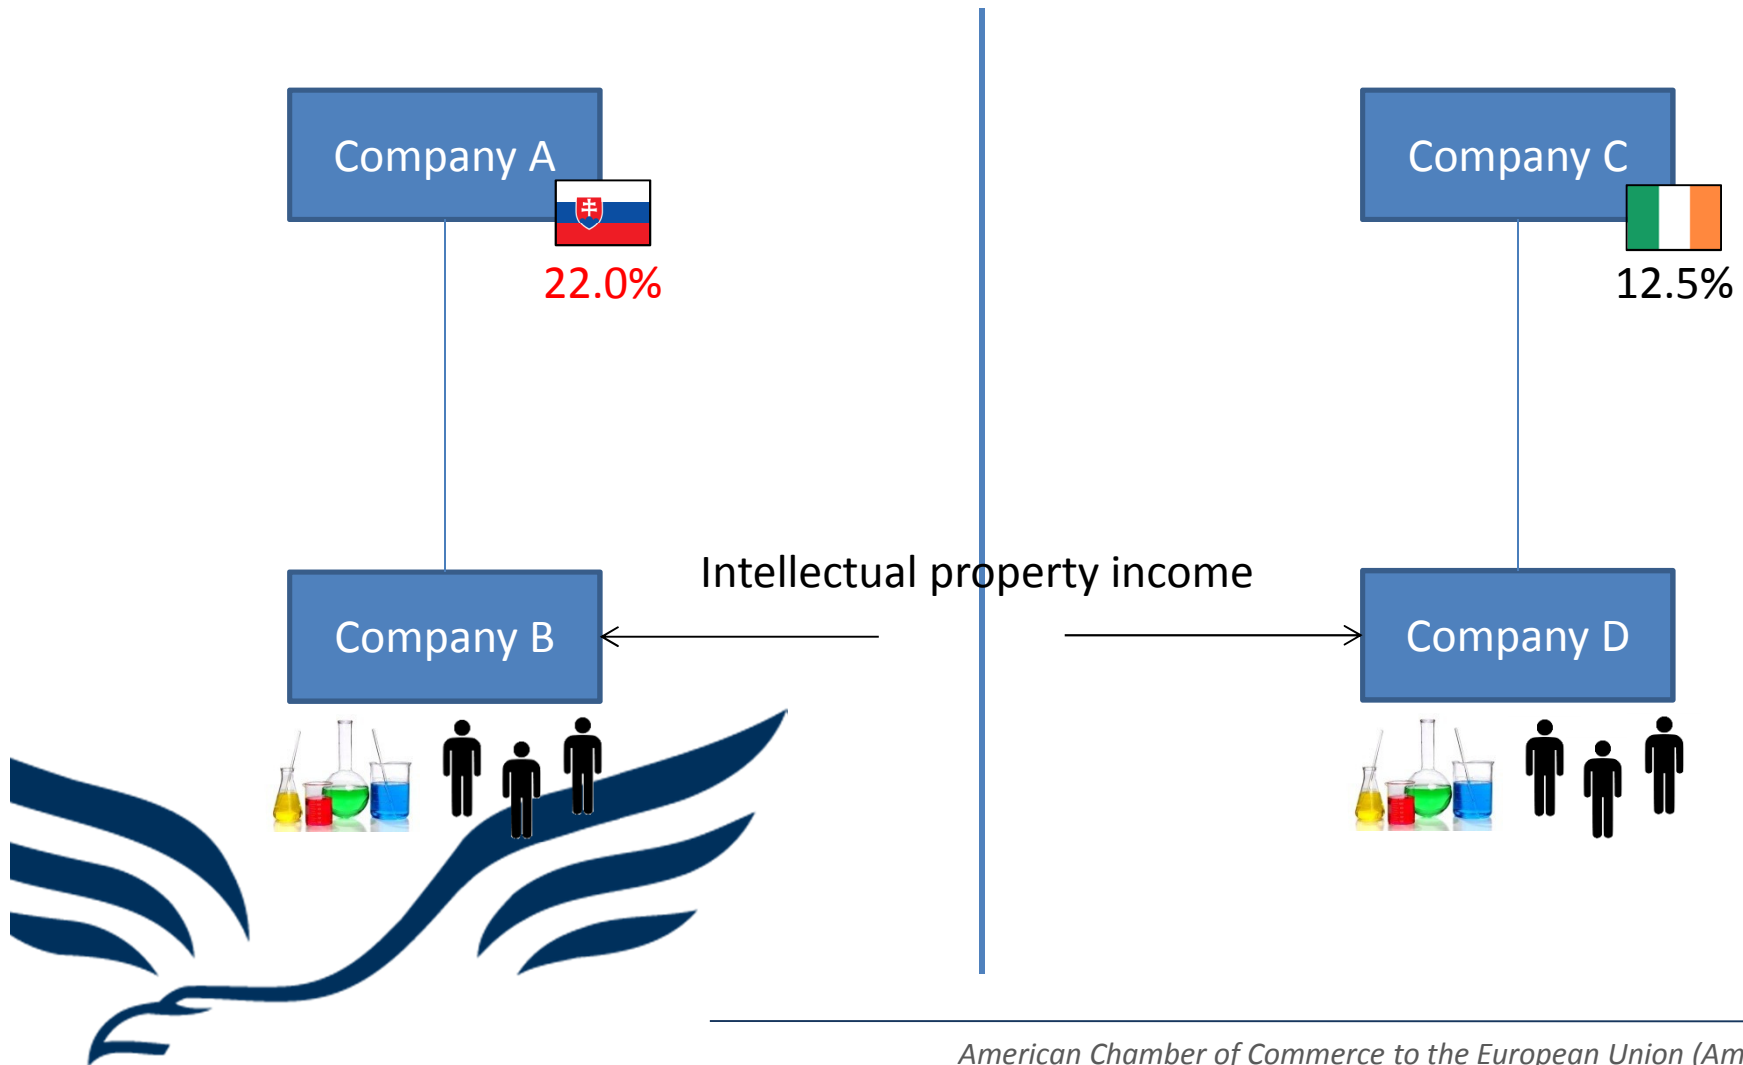 Company A
Company C
22.0%
12.5%
Intellectual property income
Company B
Company D
American Chamber of Commerce to the European Union (Am